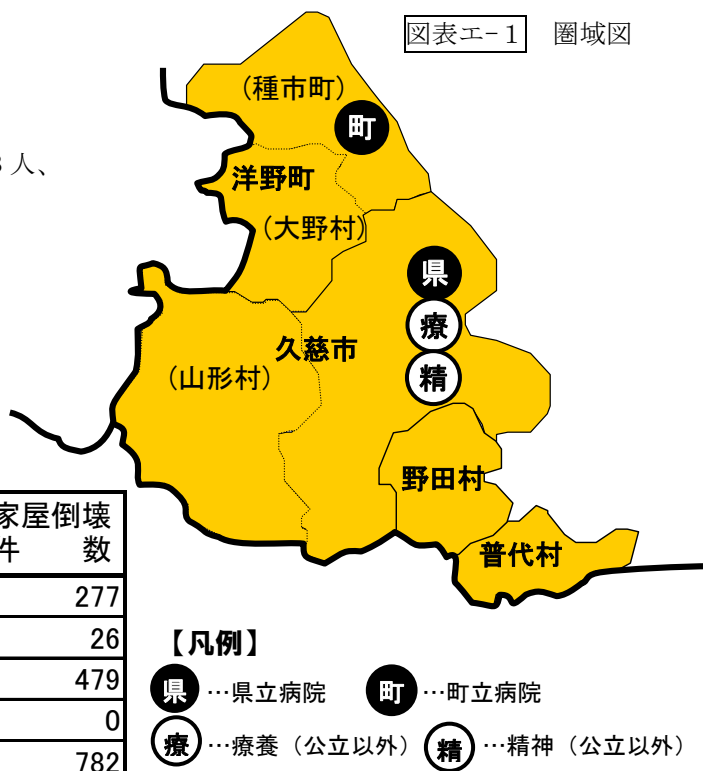 図表エ-1 圏域図
(種市町)
町
3人、
洋野町
(大野村)
県
療
久慈市
精
(山形村)
野田村
普代村
家屋倒壊
件 数
277
26
479
0
782
【凡例】
県 …県立病院 町 …町立病院
療 …療養（公立以外） 精 …精神（公立以外）